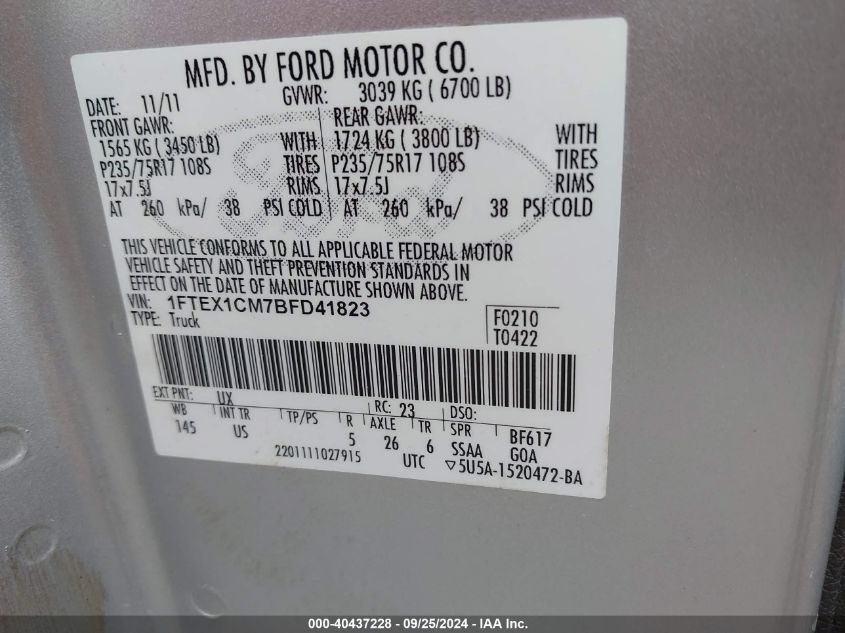 MFD. BY FORD MOTOR CO.
DATE: 11/11 GVWR: 3039 KG ( 6700 LB)
FRONT GAWR: REAR GAWR:
1565 KG ( 3450 LB) WITH 1724 KG ( 3800 LB) WITH
P235/75R17 108S TIRES P235/75R17 108S TIRES
17x7.5J RIMS 17x7.5J RIMS
AT 260 kPa/ 38 PSI COLD AT 260 kPa/ 38 PSI COLD
Ford
THIS VEHICLE CONFORMS TO ALL APPLICABLE FEDERAL MOTOR
VEHICLE SAFETY AND THEFT PREVENTION STANDARDS IN
EFFECT ON THE DATE OF MANUFACTURE SHOWN ABOVE.
VIN: 1FTEX1CM7BFD41823
TYPE: Truck
F0210
T0422
EXT PNT: UX RC: 23 DSO:
WB INT TR TP/PS R AXLE TR SPR BF617
145 US 5 26 6 SSAA GOA
2201111027915 UTC ▽5U5A-1520472-BA
000-40437228 - 09/25/2024 - IAA Inc.